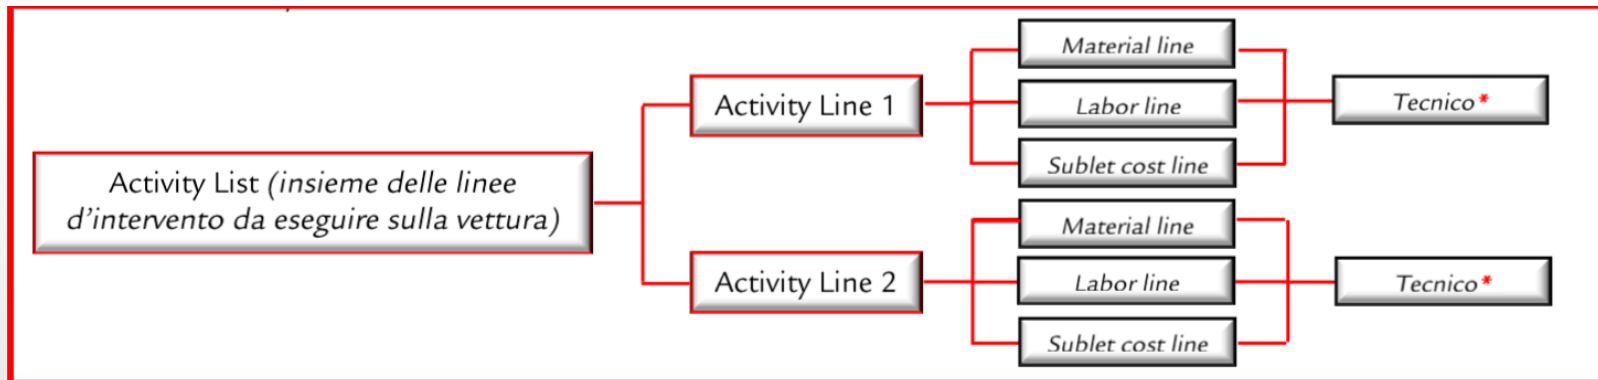 Activity List (insieme delle linee
d'intervento da eseguire sulla vettura)
Activity Line 1
Material line
Labor line
Sublet cost line
Tecnico*
Activity Line 2
Material line
Labor line
Sublet cost line
Tecnico*